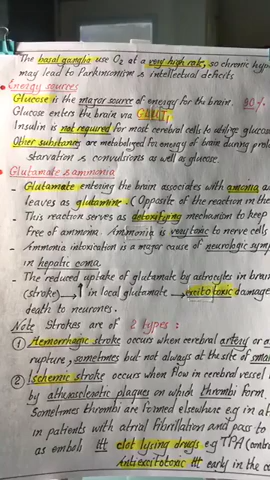 The basal ganglia use O2 at a very high rate, so chronic hyp
may lead to Parkinsonism & intellectual deficits
Energy sources
Glucose is the major source of energy for the brain. 90%
Glucose enters the brain via GLUT1
Insulin is not required for most cerebral cells to utilize glucose
Other substances are metabolized for energy of brain during prol
starvation & convulsions as well as glucose.
Glutamate & ammonia
- Glutamate entering the brain associates with amonia and
leaves as glutamine. (Opposite of the reaction in the
- This reaction serves as detoxifying mechanism to keep
free of ammonia. Ammonia is very toxic to nerve cells
- Ammonia intoxication is a major cause of neurologic symp
in hepatic coma.
- The reduced uptake of glutamate by astrocytes in brain
(stroke) → ↑ in local glutamate → excitotoxic damage
death to neurones.
Note Strokes are of 2 types :
① Hemorrhagic stroke occurs when cerebral artery or a
rupture, sometimes but not always at the site of small
② Ischemic stroke occurs when flow in cerebral vessel
by atherosclerotic plaques on which thrombi form.
Sometimes thrombi are formed elsewhere e.g in at
in patients with atrial fibrillation and pass to
as emboli ttt clot lysing drugs e.g TPA (contr
Antiexcitotoxic ttt early in the co